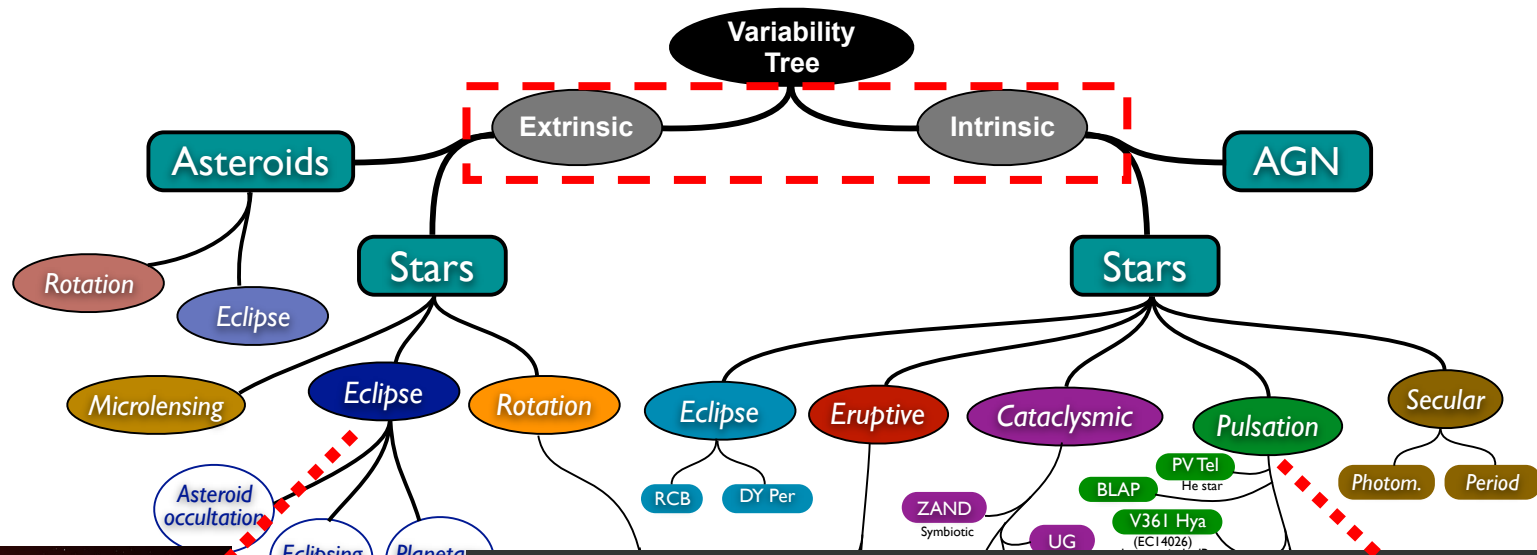 Variability
Tree
Extrinsic
Intrinsic
Asteroids
AGN
Rotation
Eclipse
Stars
Stars
Microlensing
Eclipse
Rotation
Eclipse
Eruptive
Cataclysmic
Pulsation
Secular
Asteroid
occultation
Eclipsing
RCB
DY Per
ZAND
Symbiotic
UG
PV Tel
He star
BLAP
V361 Hya
(EC14026)
Photom.
Period